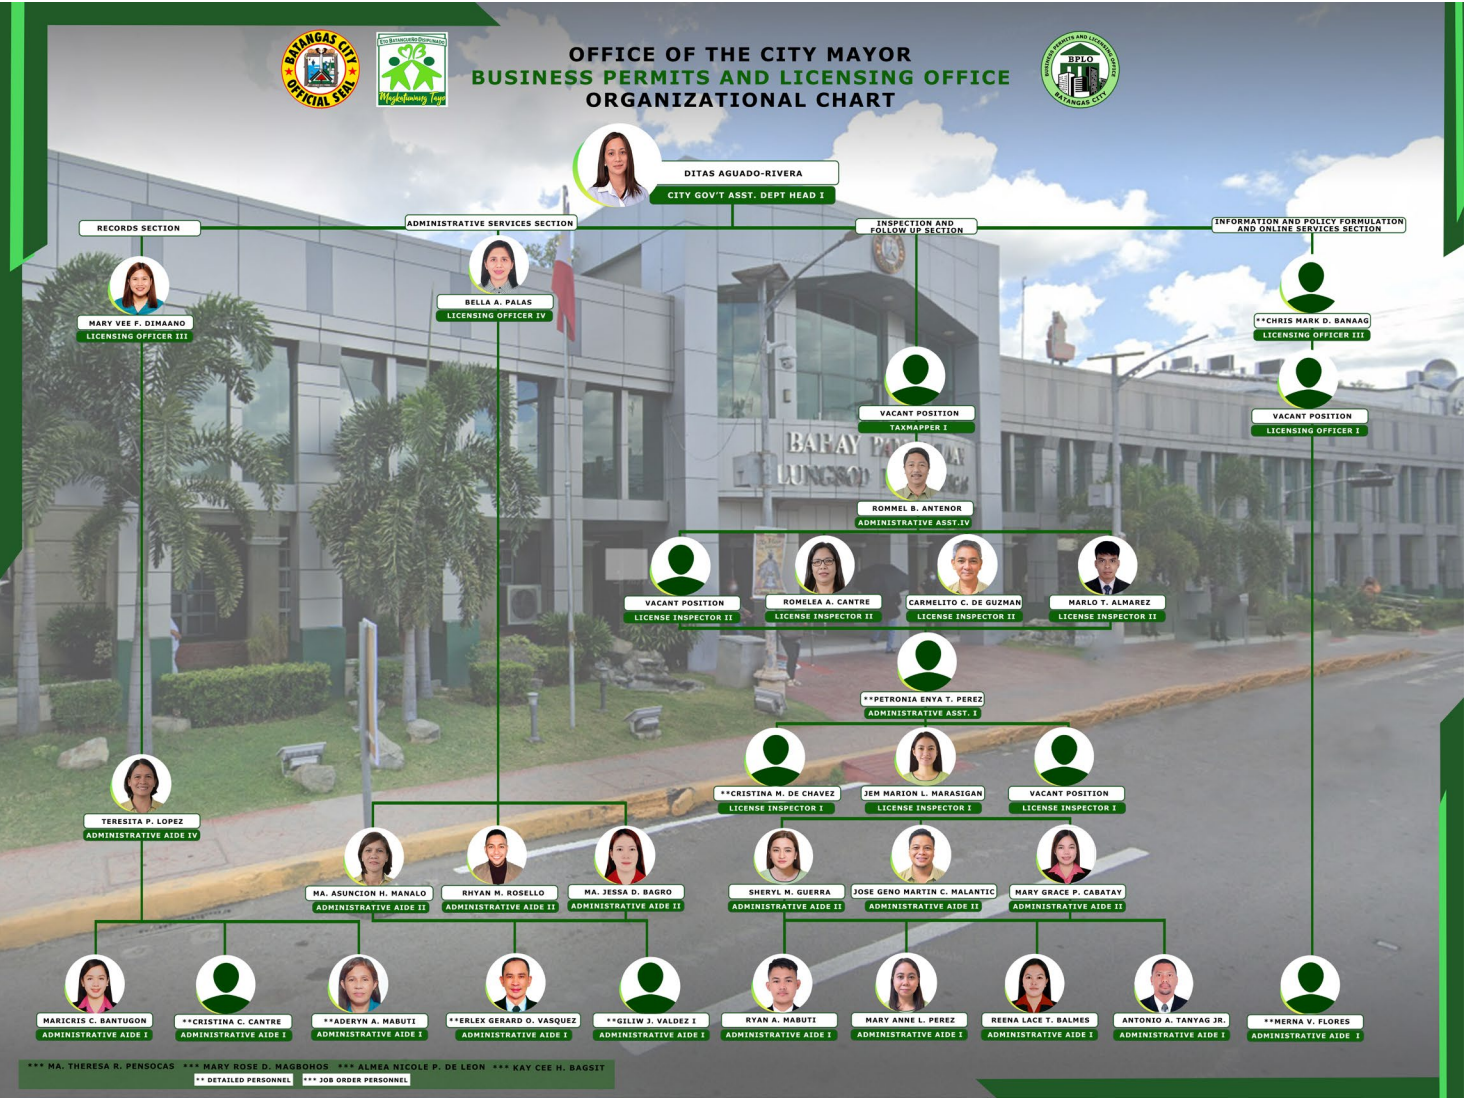 OFFICE OF THE CITY MAYOR
BUSINESS PERMITS AND LICENSING OFFICE
ORGANIZATIONAL CHART
BATANGAS CITY
OFFICIAL SEAL
ETO BATANGUEÑO DISIPLINADO
Magkatuwang Tayo
BUSINESS PERMITS AND LICENSING OFFICE
BPLO
BATANGAS CITY
DITAS AGUADO-RIVERA
CITY GOV'T ASST. DEPT HEAD I
RECORDS SECTION
ADMINISTRATIVE SERVICES SECTION
INSPECTION AND
FOLLOW UP SECTION
INFORMATION AND POLICY FORMULATION
AND ONLINE SERVICES SECTION
MARY VEE F. DIMAANO
LICENSING OFFICER III
BELLA A. PALAS
LICENSING OFFICER IV
**CHRIS MARK D. BANAAG
LICENSING OFFICER III
VACANT POSITION
TAXMAPPER I
VACANT POSITION
LICENSING OFFICER I
BAHAY
LUNGSOD
ROMMEL B. ANTENOR
ADMINISTRATIVE ASST.IV
VACANT POSITION
LICENSE INSPECTOR II
ROMELEA A. CANTRE
LICENSE INSPECTOR II
CARMELITO C. DE GUZMAN
LICENSE INSPECTOR II
MARLO T. ALMAREZ
LICENSE INSPECTOR II
**PETRONIA ENYA T. PEREZ
ADMINISTRATIVE ASST. I
**CRISTINA M. DE CHAVEZ
LICENSE INSPECTOR I
JEM MARION L. MARASIGAN
LICENSE INSPECTOR I
VACANT POSITION
LICENSE INSPECTOR I
TERESITA P. LOPEZ
ADMINISTRATIVE AIDE IV
MA. ASUNCION H. MANALO
ADMINISTRATIVE AIDE II
RHYAN M. ROSELLO
ADMINISTRATIVE AIDE II
MA. JESSA D. BAGRO
ADMINISTRATIVE AIDE II
SHERYL M. GUERRA
ADMINISTRATIVE AIDE II
JOSE GENO MARTIN C. MALANTIC
ADMINISTRATIVE AIDE II
MARY GRACE P. CABATAY
ADMINISTRATIVE AIDE II
MARICRIS C. BANTUGON
ADMINISTRATIVE AIDE I
**CRISTINA C. CANTRE
ADMINISTRATIVE AIDE I
**ADERYN A. MABUTI
ADMINISTRATIVE AIDE I
**ERLEX GERARD O. VASQUEZ
ADMINISTRATIVE AIDE I
**GILIW J. VALDEZ I
ADMINISTRATIVE AIDE I
RYAN A. MABUTI
ADMINISTRATIVE AIDE I
MARY ANNE L. PEREZ
ADMINISTRATIVE AIDE I
REENA LACE T. BALMES
ADMINISTRATIVE AIDE I
ANTONIO A. TANYAG JR.
ADMINISTRATIVE AIDE I
**MERNA V. FLORES
ADMINISTRATIVE AIDE I
*** MA. THERESA R. PENSOCAS *** MARY ROSE D. MAGBOHOS *** ALMEA NICOLE P. DE LEON *** KAY CEE H. BAGSIT
** DETAILED PERSONNEL *** JOB ORDER PERSONNEL